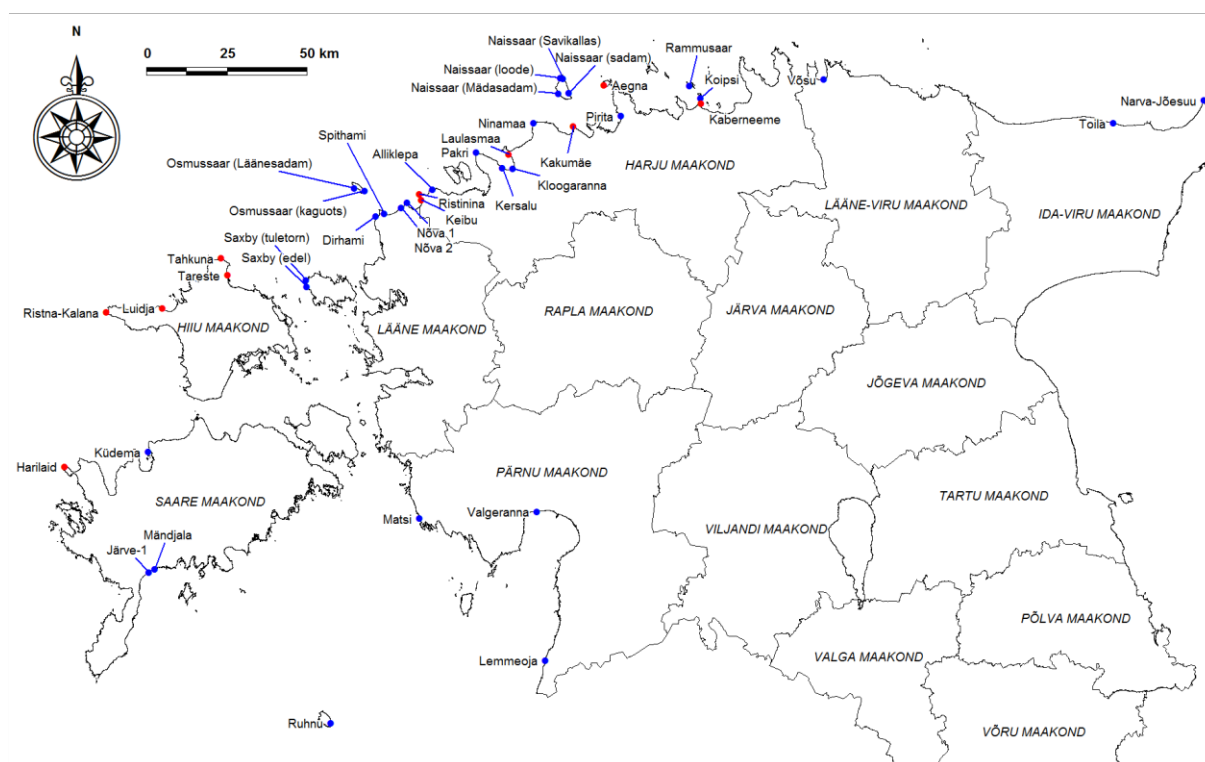 N
0 25 50 km
Naissaar (Savikallas)
Naissaar (sadam)
Naissaar (loode)
Naissaar (Mädasadam)
Rammusaar
Koipsi
Aegna
Võsu
Narva-Jõesuu
Toila
Kaberneeme
Pirita
Ninamaa
Laulasmaa
Pakri
Kakumäe
HARJU MAAKOND
Kloogaranna
Kersalu
Spithami
Alliklepa
Osmussaar (Läänesadam)
Osmussaar (kaguots)
Ristinina
Keibu
Nõva 1
Nõva 2
Dirhami
LÄÄNE-VIRU MAAKOND
IDA-VIRU MAAKOND
Saxby (tuletorn)
Saxby (edel)
Tahkuna
Tareste
Luidja
Ristna-Kalana
HIIU MAAKOND
LÄÄNE MAAKOND
RAPLA MAAKOND
JÄRVA MAAKOND
JÕGEVA MAAKOND
Küdema
Harilaid
SAARE MAAKOND
PÄRNU MAAKOND
TARTU MAAKOND
Matsi
Valgeranna
VILJANDI MAAKOND
Järve-1
Mändjala
PÕLVA MAAKOND
Lemmeoja
VALGA MAAKOND
Ruhnu
VÕRU MAAKOND